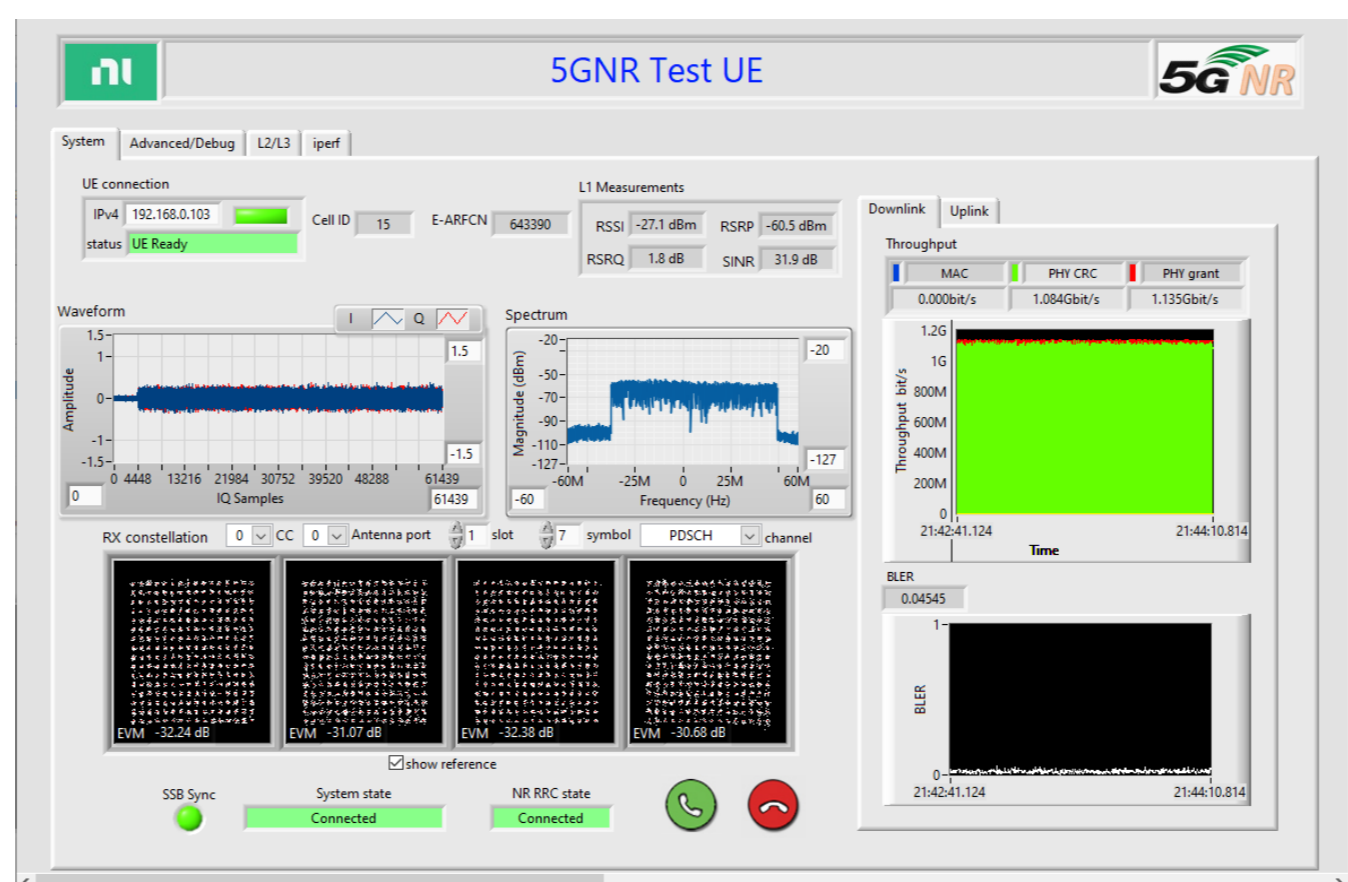 nı
5GNR Test UE
5G NR
System Advanced/Debug L2/L3 iperf
UE connection
IPv4 192.168.0.103
status UE Ready
Cell ID 15
E-ARFCN 643390
L1 Measurements
RSSI -27.1 dBm RSRP -60.5 dBm
RSRQ 1.8 dB SINR 31.9 dB
Waveform
I Q
1.5
1
0
-1
-1.5
Amplitude
1.5
-1.5
0 4448 13216 21984 30752 39520 48288 61439
0 IQ Samples 61439
Spectrum
-20
-50
-70
-90
-110
-127
Magnitude (dBm)
-20
-127
-60M -25M 0 25M 60M
-60 Frequency (Hz) 60
RX constellation 0 CC 0 Antenna port 1 slot 7 symbol PDSCH channel
EVM -32.24 dB
EVM -31.07 dB
EVM -32.38 dB
EVM -30.68 dB
show reference
SSB Sync
System state
Connected
NR RRC state
Connected
Downlink Uplink
Throughput
MAC PHY CRC PHY grant
0.000bit/s 1.084Gbit/s 1.135Gbit/s
1.2G
1G
800M
600M
400M
200M
0
Throughput bit/s
21:42:41.124 21:44:10.814
Time
BLER
0.04545
1
0
BLER
21:42:41.124 21:44:10.814